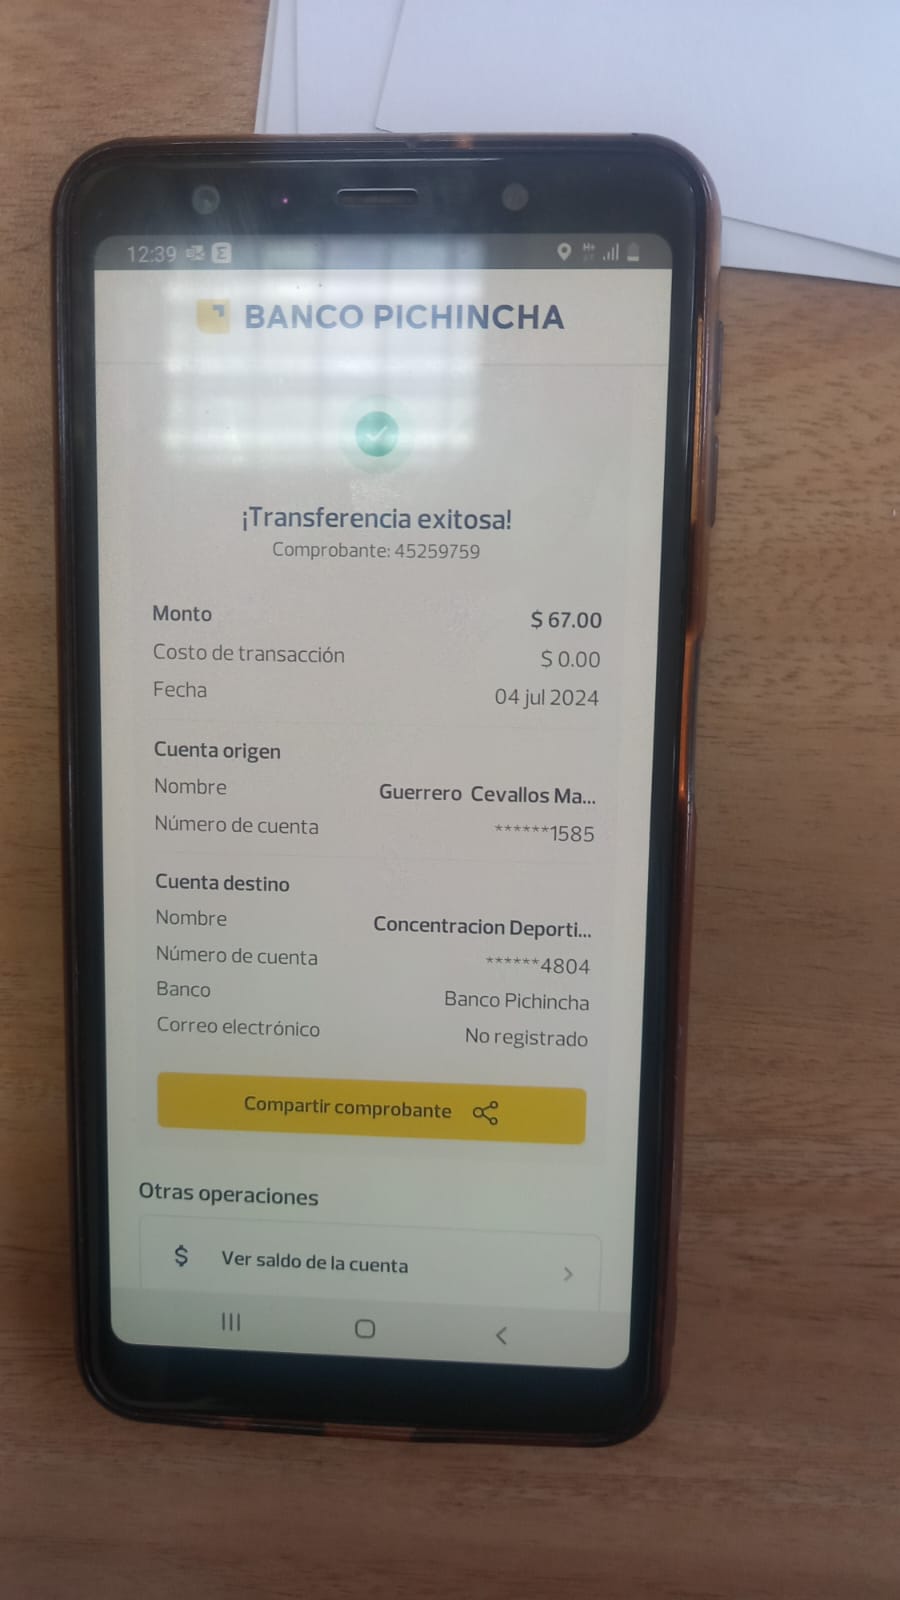 12:39
BANCO PICHINCHA
¡Transferencia exitosa!
Comprobante: 45259759
Monto $ 67.00
Costo de transacción $ 0.00
Fecha 04 jul 2024
Cuenta origen
Nombre Guerrero Cevallos Ma...
Número de cuenta ******1585
Cuenta destino
Nombre Concentracion Deporti...
Número de cuenta ******4804
Banco Banco Pichincha
Correo electrónico No registrado
Compartir comprobante
Otras operaciones
$ Ver saldo de la cuenta >